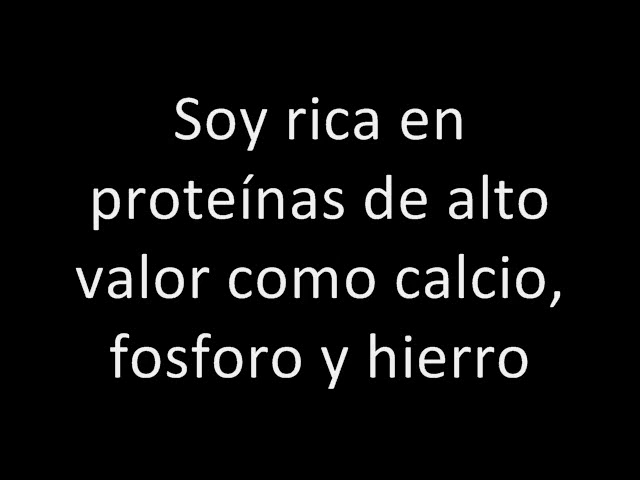 Soy rica en
proteínas de alto
valor como calcio,
fosforo y hierro